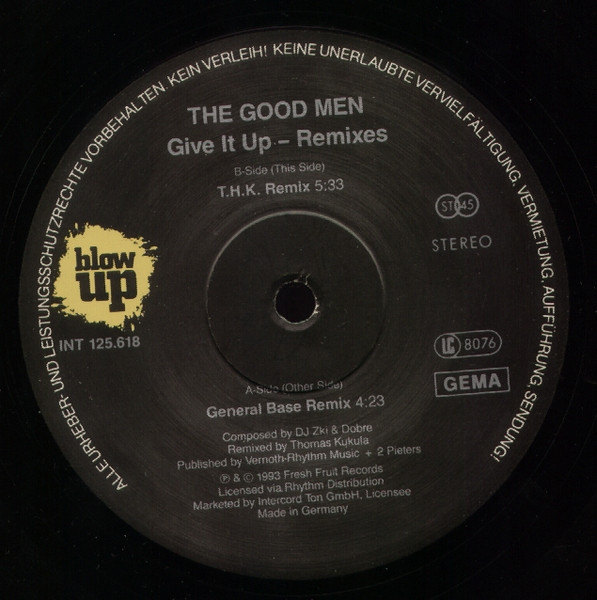 ALLE URHEBER- UND LEISTUNGSSCHUTZRECHTE VORBEHALTEN. KEIN VERLEIH! KEINE UNERLAUBTE VERVIELFÄLTIGUNG, VERMIETUNG, AUFFÜHRUNG, SENDUNG!
THE GOOD MEN
Give It Up – Remixes
B-Side (This Side)
T.H.K. Remix 5:33
ST 45
STEREO
blow
up
INT 125.618
LC 8076
GEMA
A-Side (Other Side)
General Base Remix 4:23
Composed by DJ Zki & Dobre
Remixed by Thomas Kukula
Published by Vernoth-Rhythm Music + 2 Pieters
℗ & © 1993 Fresh Fruit Records
Licensed via Rhythm Distribution
Marketed by Intercord Ton GmbH, Licensee
Made in Germany